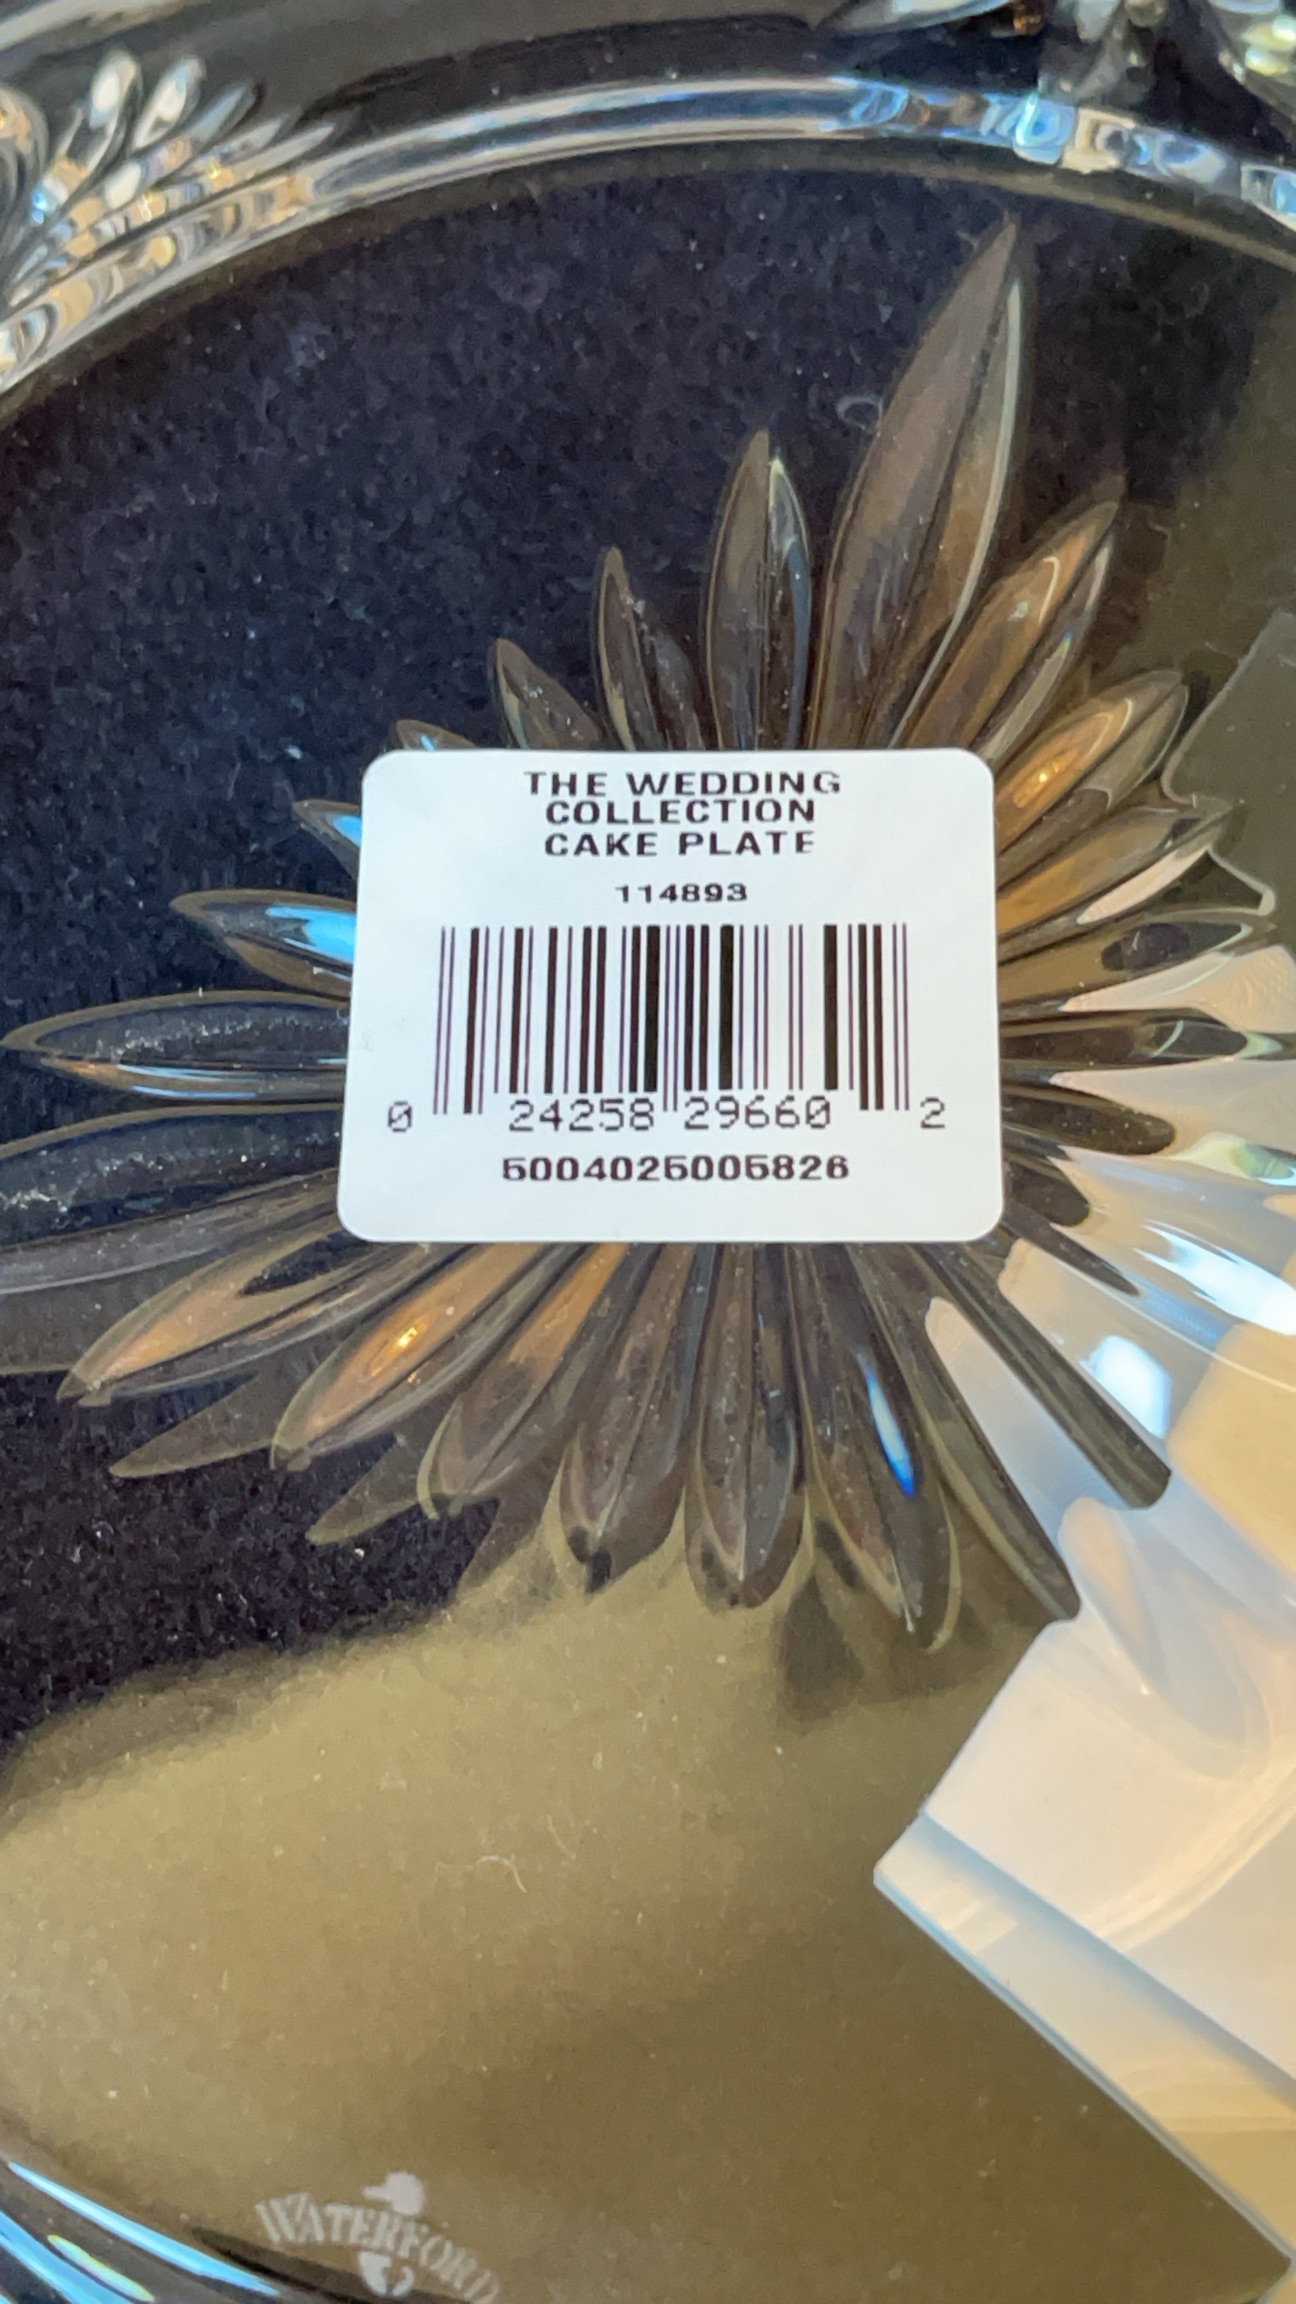 THE WEDDING
COLLECTION
CAKE PLATE
114893
0 24258 29660 2
5004025005826
WATERFORD